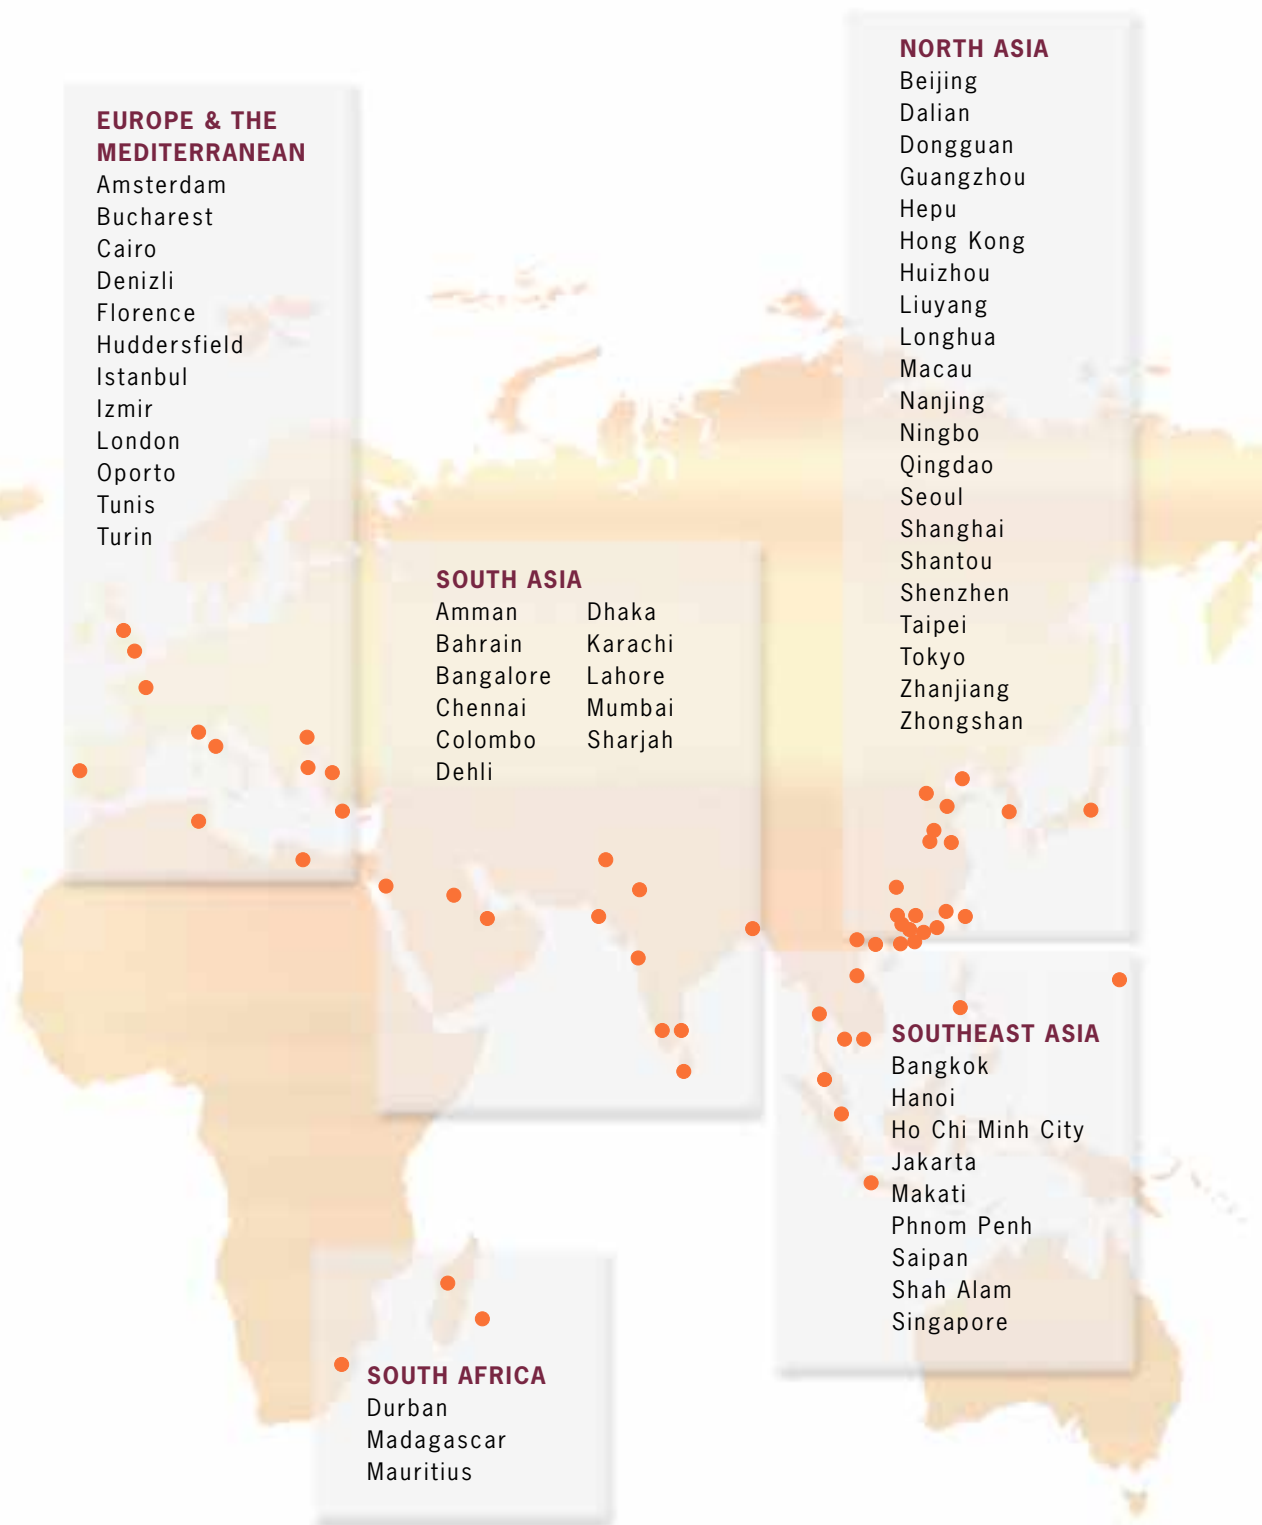 EUROPE & THE
MEDITERRANEAN
Amsterdam
Bucharest
Cairo
Denizli
Florence
Huddersfield
Istanbul
Izmir
London
Oporto
Tunis
Turin
SOUTH ASIA
Amman
Bahrain
Bangalore
Chennai
Colombo
Dehli
Dhaka
Karachi
Lahore
Mumbai
Sharjah
NORTH ASIA
Beijing
Dalian
Dongguan
Guangzhou
Hepu
Hong Kong
Huizhou
Liuyang
Longhua
Macau
Nanjing
Ningbo
Qingdao
Seoul
Shanghai
Shantou
Shenzhen
Taipei
Tokyo
Zhanjiang
Zhongshan
SOUTHEAST ASIA
Bangkok
Hanoi
Ho Chi Minh City
Jakarta
Makati
Phnom Penh
Saipan
Shah Alam
Singapore
SOUTH AFRICA
Durban
Madagascar
Mauritius